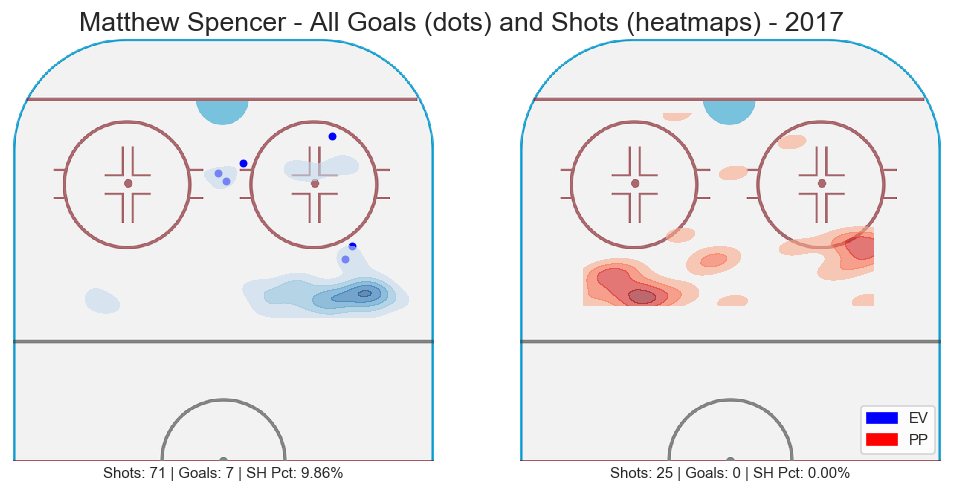 Matthew Spencer - All Goals (dots) and Shots (heatmaps) - 2017
EV
PP
Shots: 71 | Goals: 7 | SH Pct: 9.86%
Shots: 25 | Goals: 0 | SH Pct: 0.00%